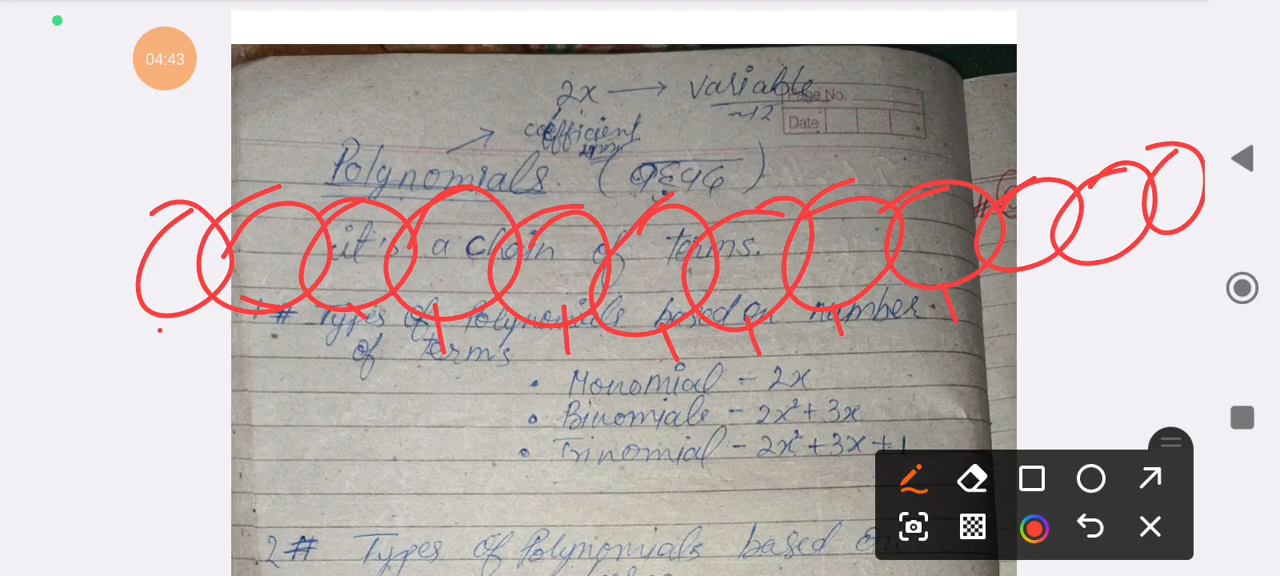 04:43
2x → variable
Page No.
~12
Date
coefficient
Polynomials (बहुपद)
it is a chain of terms.
1# Types of Polynomials based on number
of terms
• Monomial - 2x
• Binomials - 2x² + 3x
• Trinomial - 2x² + 3x + 1
2# Types of Polynomials based on